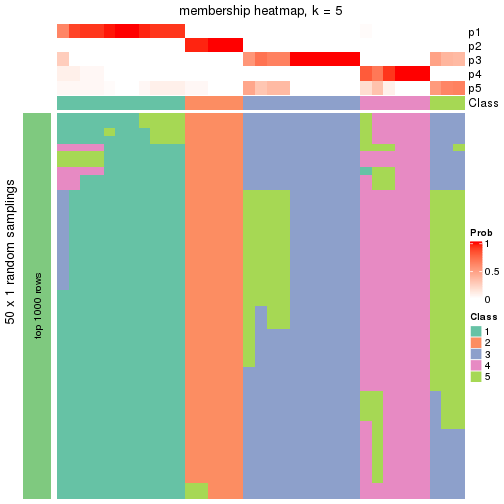 membership heatmap, k = 5
p1
p2
p3
p4
p5
Class
50 x 1 random samplings
top 1000 rows
Prob
1
0.5
0
Class
1
2
3
4
5